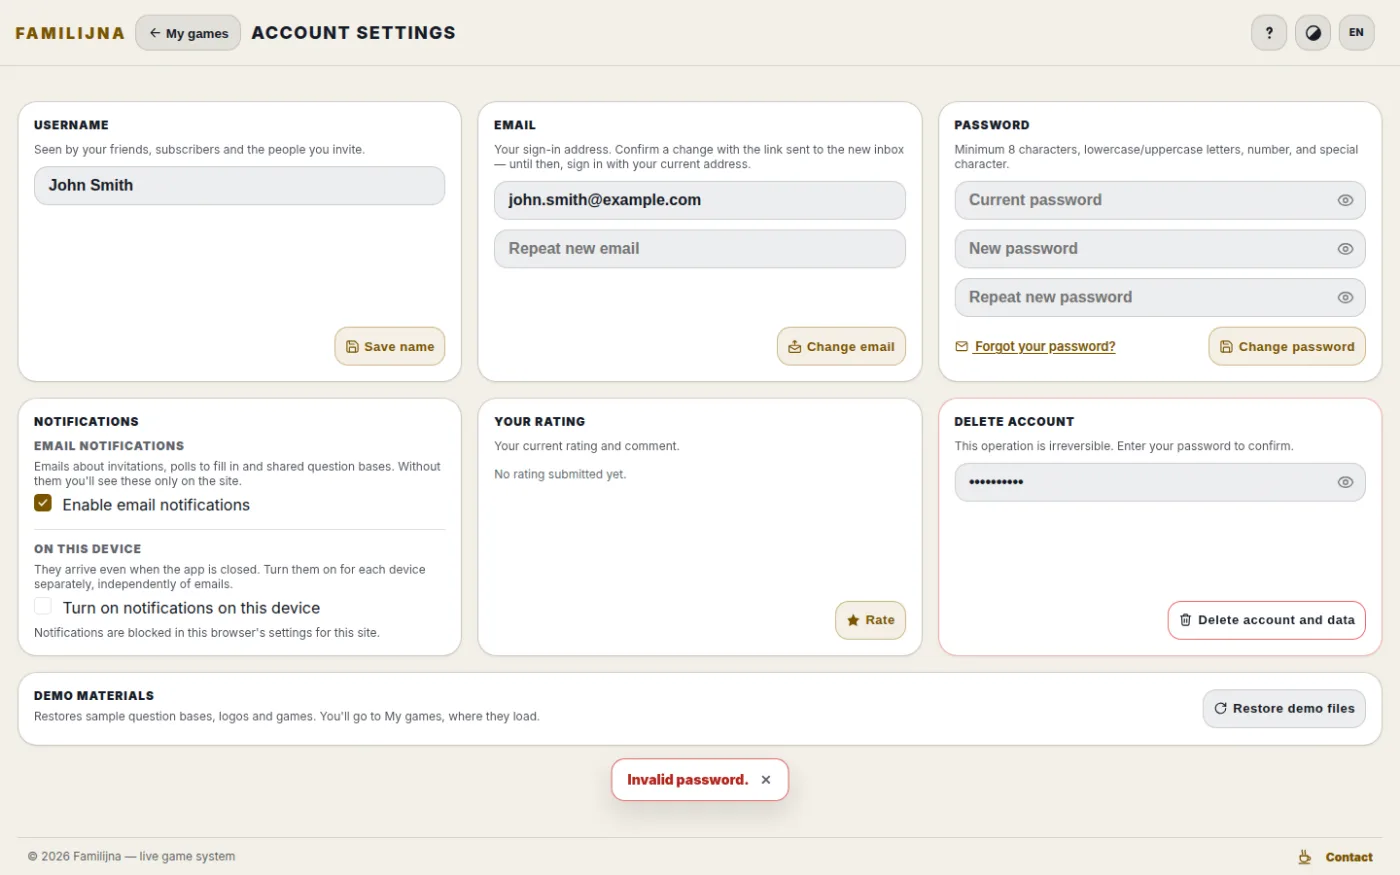 FAMILIJNA
← My games
ACCOUNT SETTINGS
?
EN
USERNAME
Seen by your friends, subscribers and the people you invite.
John Smith
Save name
EMAIL
Your sign-in address. Confirm a change with the link sent to the new inbox
— until then, sign in with your current address.
john.smith@example.com
Repeat new email
Change email
PASSWORD
Minimum 8 characters, lowercase/uppercase letters, number, and special
character.
Current password
New password
Repeat new password
Forgot your password?
Change password
NOTIFICATIONS
EMAIL NOTIFICATIONS
Emails about invitations, polls to fill in and shared question bases. Without
them you'll see these only on the site.
Enable email notifications
ON THIS DEVICE
They arrive even when the app is closed. Turn them on for each device
separately, independently of emails.
Turn on notifications on this device
Notifications are blocked in this browser's settings for this site.
YOUR RATING
Your current rating and comment.
No rating submitted yet.
Rate
DELETE ACCOUNT
This operation is irreversible. Enter your password to confirm.
••••••••••
Delete account and data
DEMO MATERIALS
Restores sample question bases, logos and games. You'll go to My games, where they load.
Restore demo files
Invalid password. ✕
© 2026 Familijna — live game system
Contact